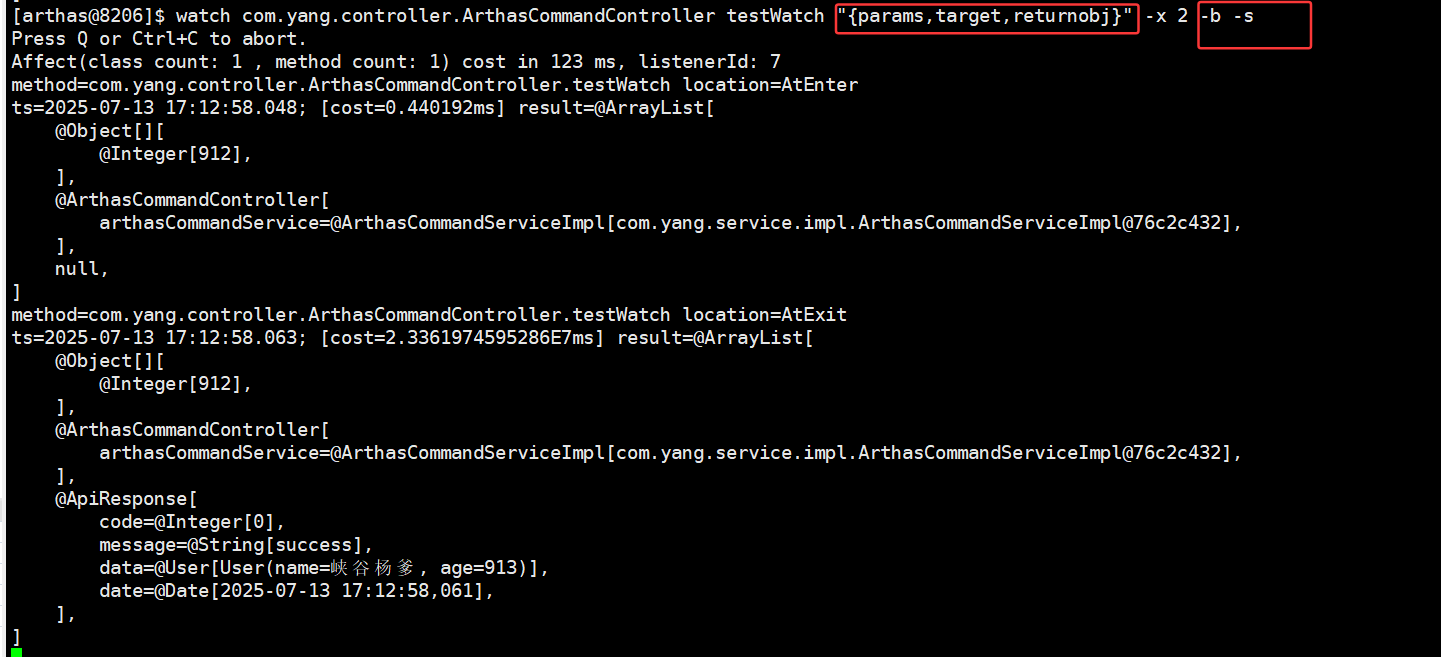 [arthas@8206]$ watch com.yang.controller.ArthasCommandController testWatch "{params,target,returnobj}" -x 2 -b -s
Press Q or Ctrl+C to abort.
Affect(class count: 1 , method count: 1) cost in 123 ms, listenerId: 7
method=com.yang.controller.ArthasCommandController.testWatch location=AtEnter
ts=2025-07-13 17:12:58.048; [cost=0.440192ms] result=@ArrayList[
    @Object[][
        @Integer[912],
    ],
    @ArthasCommandController[
        arthasCommandService=@ArthasCommandServiceImpl[com.yang.service.impl.ArthasCommandServiceImpl@76c2c432],
    ],
    null,
]
method=com.yang.controller.ArthasCommandController.testWatch location=AtExit
ts=2025-07-13 17:12:58.063; [cost=2.3361974595286E7ms] result=@ArrayList[
    @Object[][
        @Integer[912],
    ],
    @ArthasCommandController[
        arthasCommandService=@ArthasCommandServiceImpl[com.yang.service.impl.ArthasCommandServiceImpl@76c2c432],
    ],
    @ApiResponse[
        code=@Integer[0],
        message=@String[success],
        data=@User[User(name=峡谷杨爹, age=913)],
        date=@Date[2025-07-13 17:12:58,061],
    ],
]